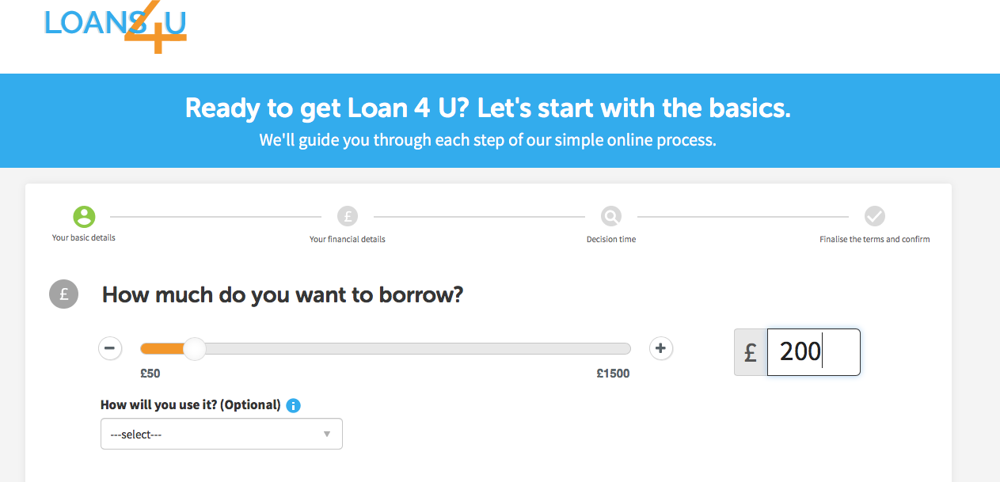 LOANS4U
Ready to get Loan 4 U? Let's start with the basics.
We'll guide you through each step of our simple online process.
£
Your basic details
Your financial details
Decision time
Finalise the terms and confirm
£
How much do you want to borrow?
£ 200
£50
£1500
How will you use it? (Optional) i
---select---